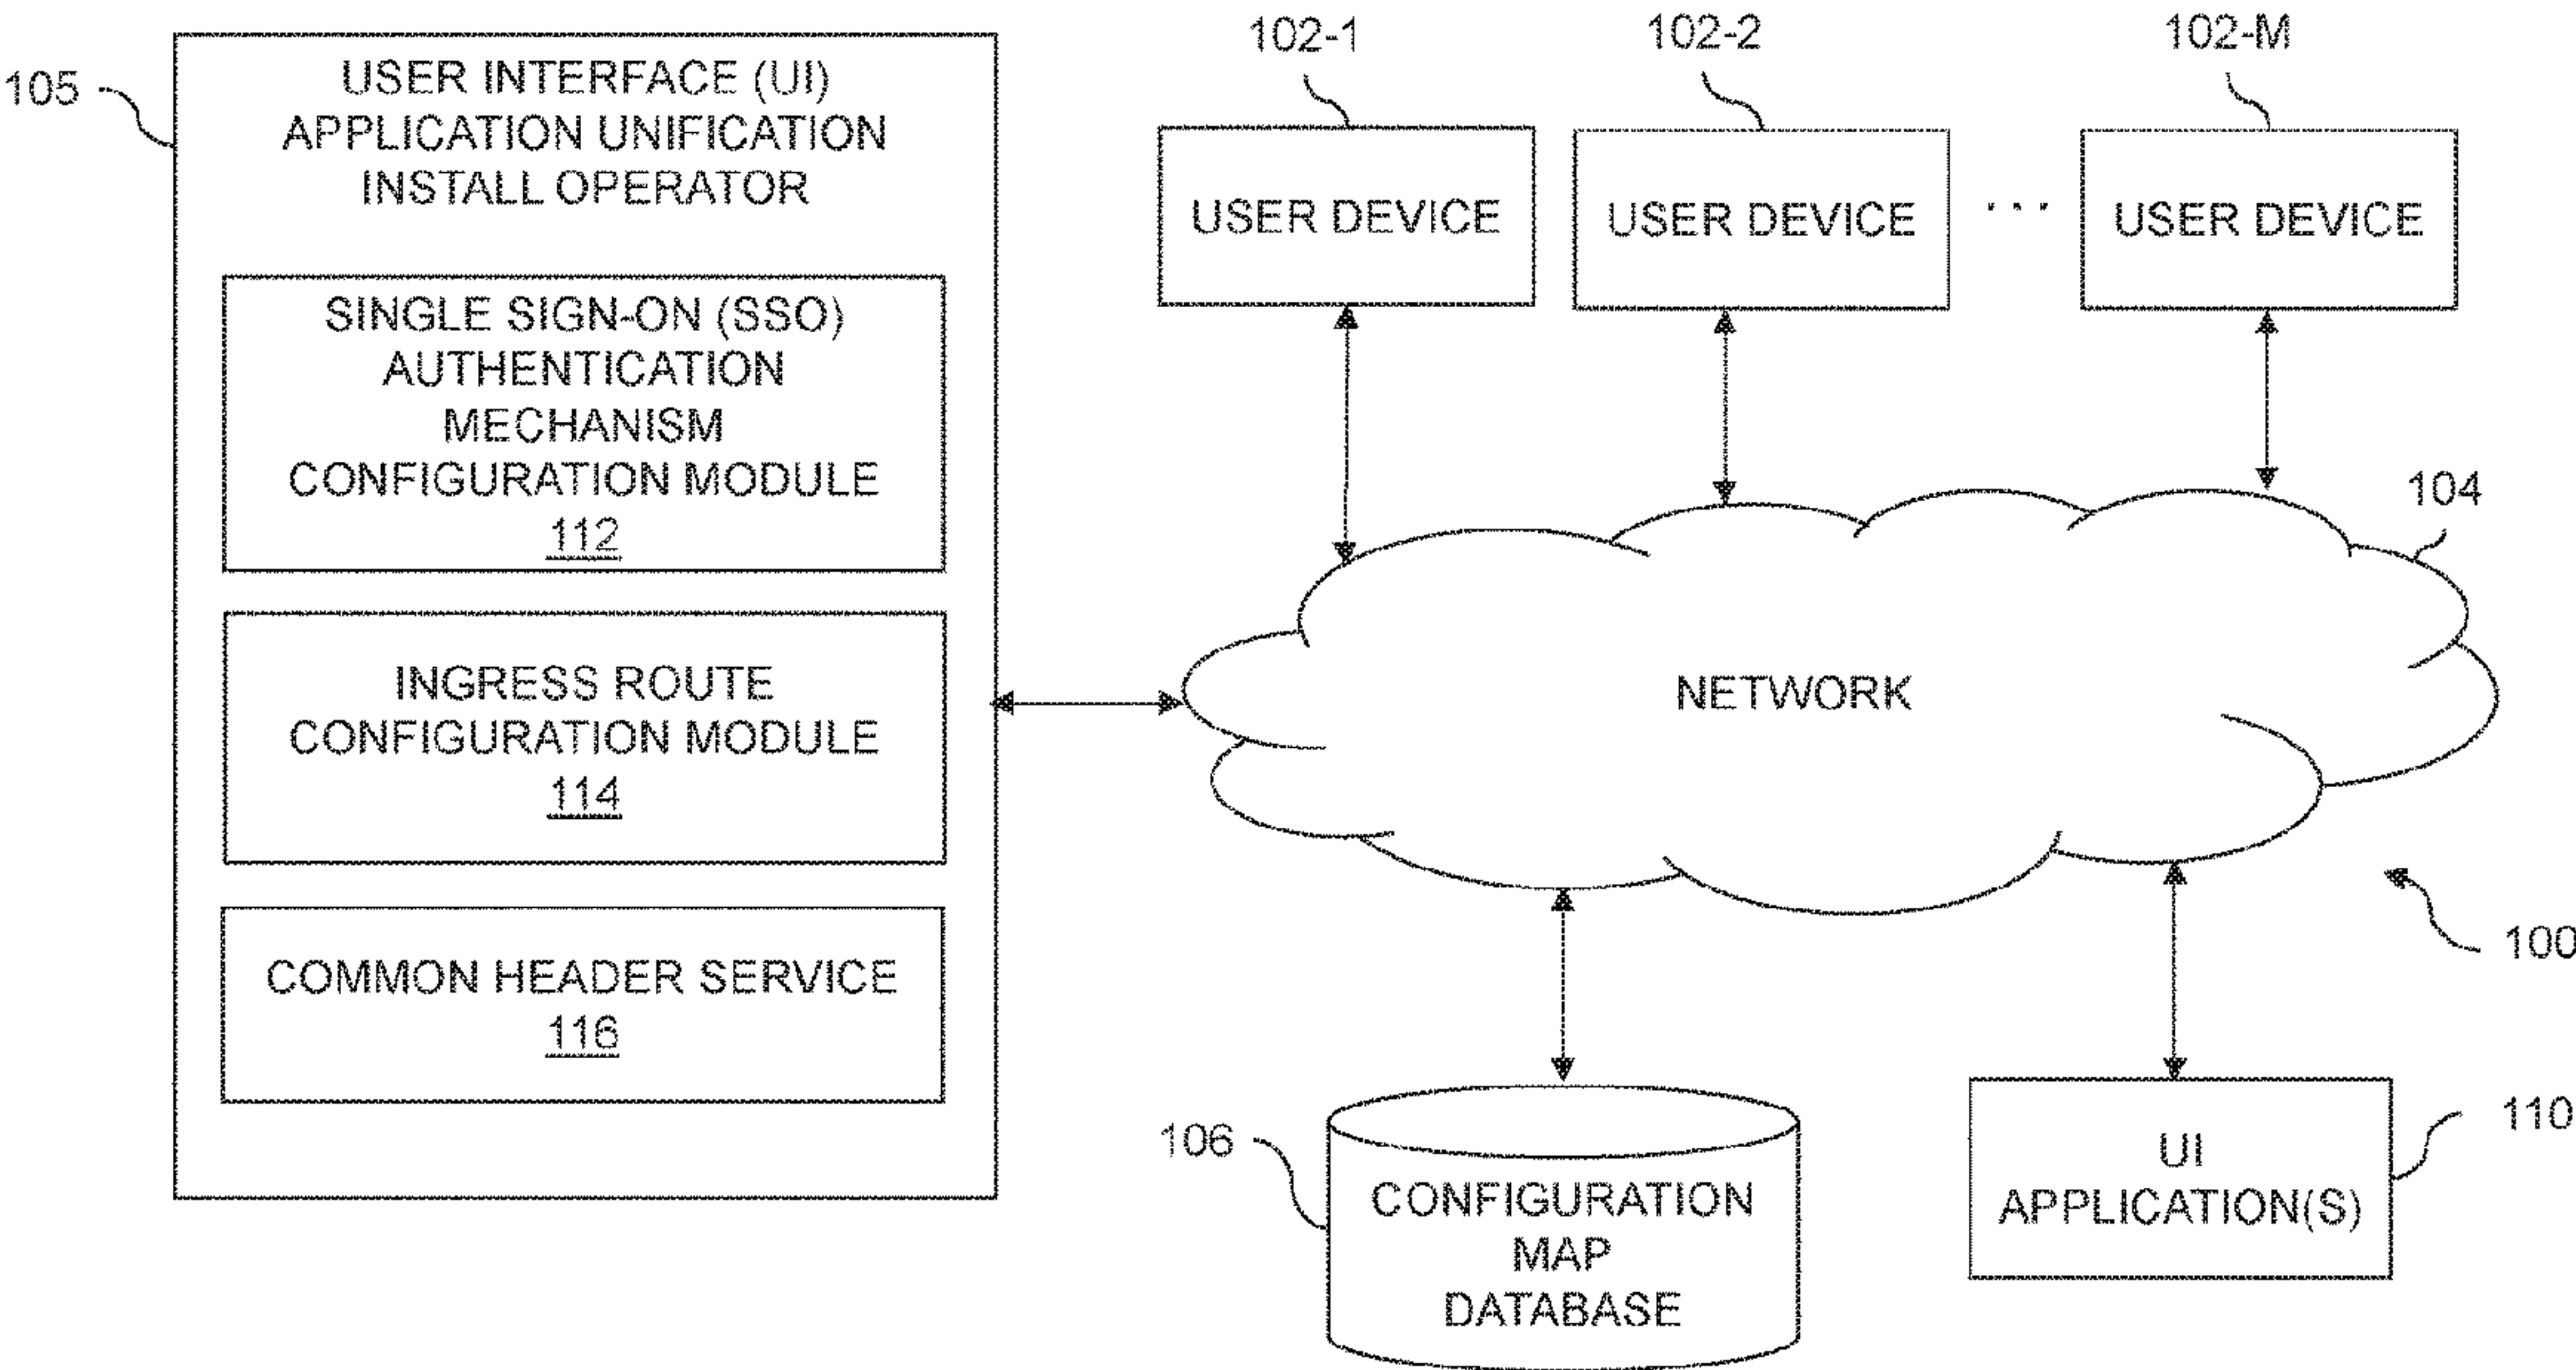 105
USER INTERFACE (UI)
APPLICATION UNIFICATION
INSTALL OPERATOR
SINGLE SIGN-ON (SSO)
AUTHENTICATION
MECHANISM
CONFIGURATION MODULE
112
INGRESS ROUTE
CONFIGURATION MODULE
114
COMMON HEADER SERVICE
116
102-1
102-2
102-M
USER DEVICE
USER DEVICE
. . .
USER DEVICE
104
NETWORK
100
106
CONFIGURATION
MAP
DATABASE
110
UI
APPLICATION(S)